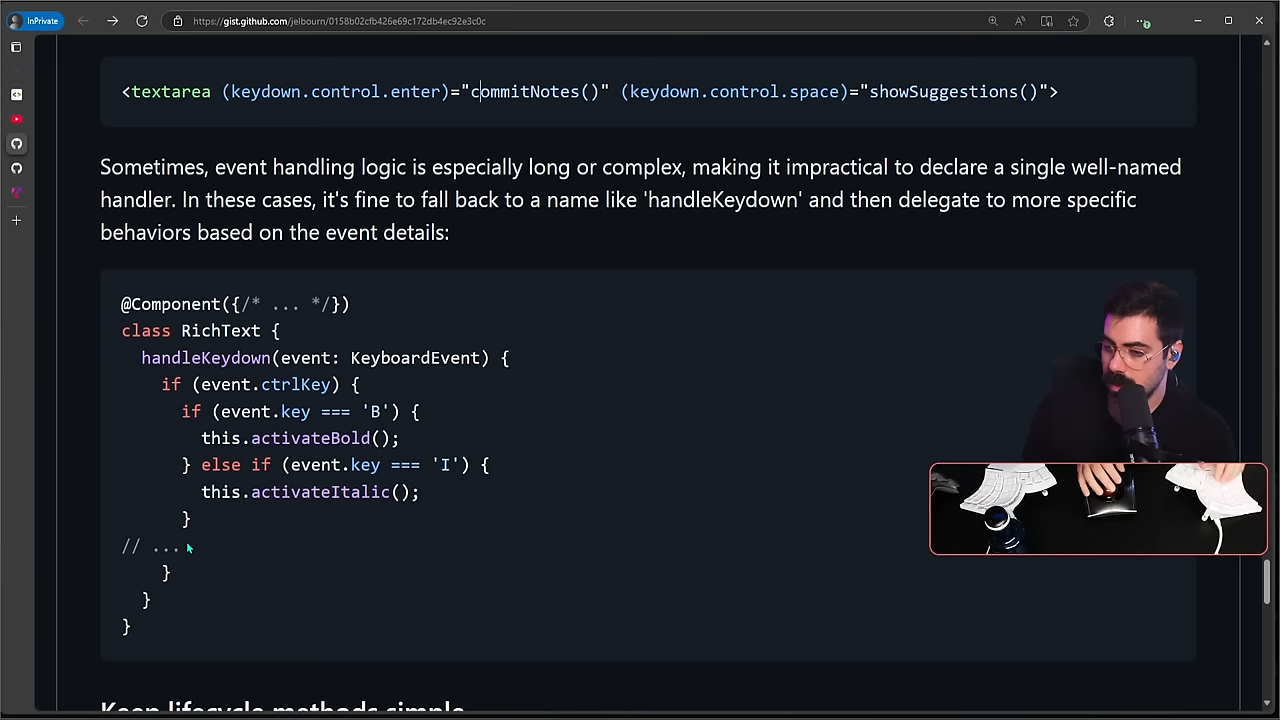 InPrivate
https://gist.github.com/jelbourn/0158b02cfb426e69c172db4ec92e3c0c
<textarea (keydown.control.enter)="commitNotes()" (keydown.control.space)="showSuggestions()">
Sometimes, event handling logic is especially long or complex, making it impractical to declare a single well-named
handler. In these cases, it's fine to fall back to a name like 'handleKeydown' and then delegate to more specific
behaviors based on the event details:
@Component({/* ... */})
class RichText {
handleKeydown(event: KeyboardEvent) {
if (event.ctrlKey) {
if (event.key === 'B') {
this.activateBold();
} else if (event.key === 'I') {
this.activateItalic();
}
// ...
}
}
}
Keep lifecycle methods simple